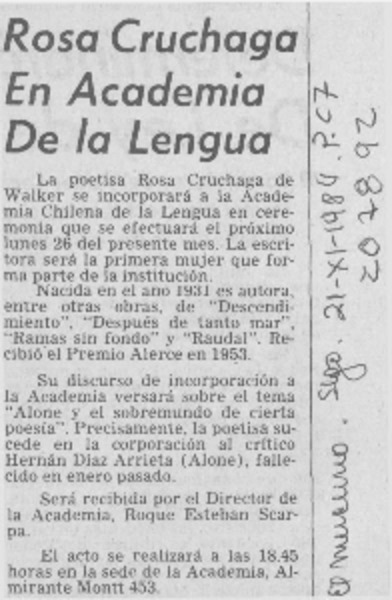 Rosa Cruchaga
En Academia
De la Lengua
La poetisa Rosa Cruchaga de
Walker se incorporará a la Acade-
mia Chilena de la Lengua en cere-
monia que se efectuará el próximo
lunes 26 del presente mes. La escri-
tora será la primera mujer que for-
ma parte de la institución.
Nacida en el año 1931 es autora,
entre otras obras, de "Descendi-
miento", "Después de tanto mar",
"Ramas sin fondo" y "Raudal". Re-
cibió el Premio Alerce en 1953.
Su discurso de incorporación a
la Academia versará sobre el tema
"Alone y el sobremundo de cierta
poesía". Precisamente, la poetisa su-
cede en la corporación al crítico
Hernán Díaz Arrieta (Alone), falle-
cido en enero pasado.
Será recibida por el Director de
la Academia, Roque Esteban Scar-
pa.
El acto se realizará a las 18.45
horas en la sede de la Academia, Al-
mirante Montt 453.
El Mercurio. Stgo. 21-XI-1984. P. C7
207892